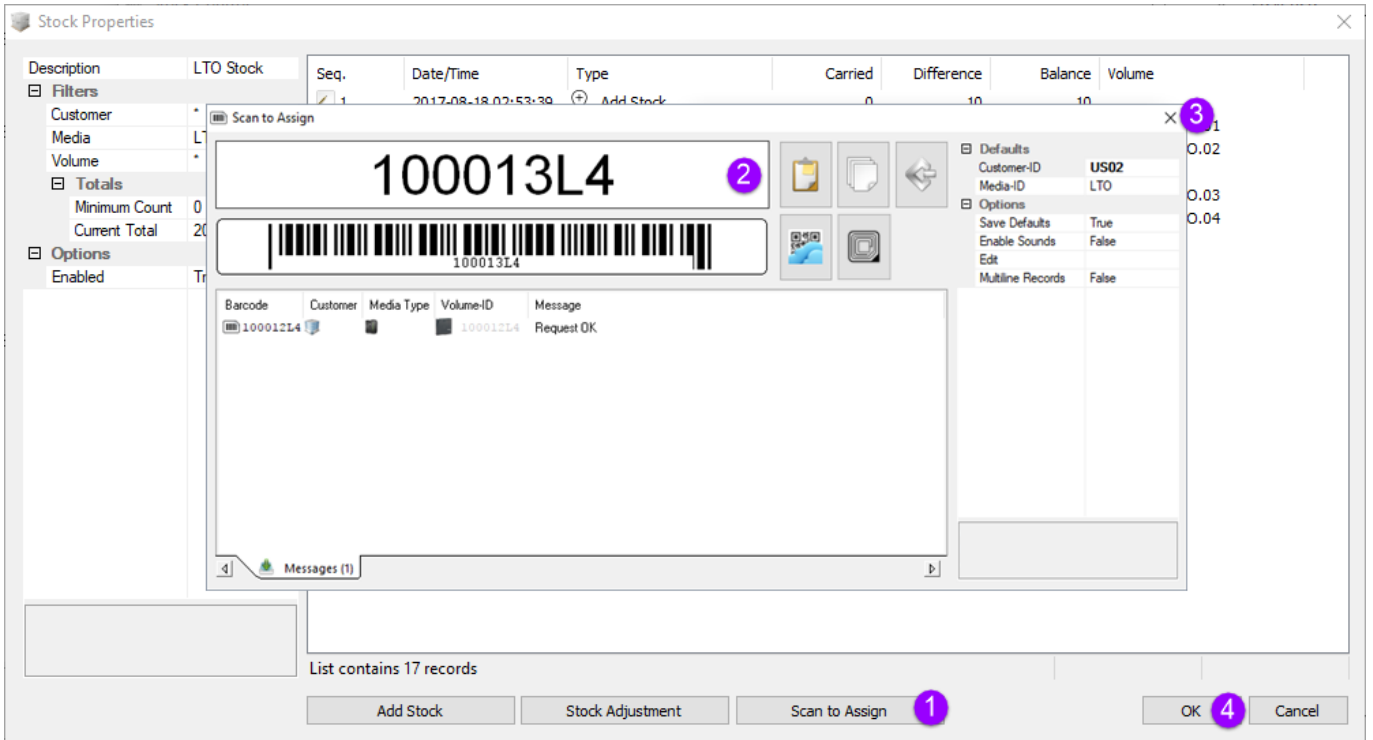 Stock Properties
Description LTO Stock
Filters
Customer *
Media
Volume *
Totals
Minimum Count 0
Current Total
Options
Enabled
Seq. Date/Time Type Carried Difference Balance Volume
1 2017-08-18 02:53:39 Add Stock 0 10 10
O.02
O.03
O.04
Scan to Assign
3
100013L4
2
100013L4
Barcode Customer Media Type Volume-ID Message
100012L4 100012L4 Request OK
Messages (1)
Defaults
Customer-ID US02
Media-ID LTO
Options
Save Defaults True
Enable Sounds False
Edit
Multiline Records False
List contains 17 records
Add Stock Stock Adjustment Scan to Assign 1 OK 4 Cancel